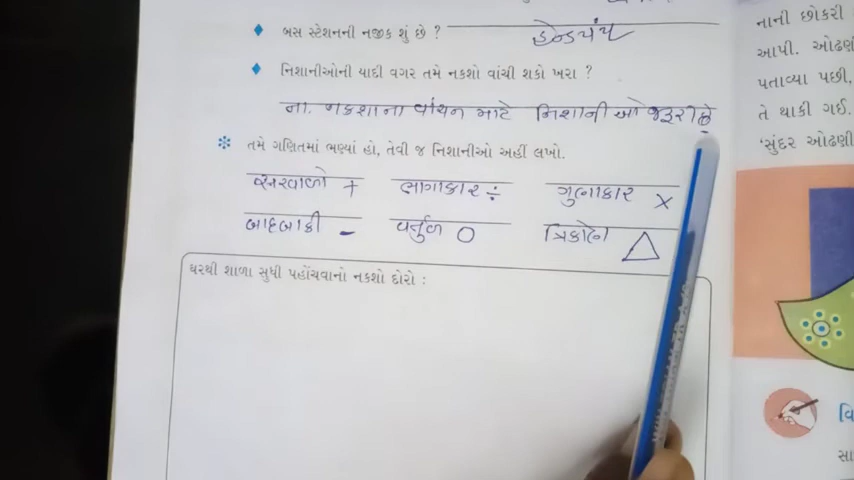 બસ સ્ટેશનની નજીક શું છે ? હેન્ડપંપ
નિશાનીઓની યાદી વગર તમે નકશો વાંચી શકો ખરા ?
ના. નકશાના વાંચન માટે નિશાનીઓ જરૂરી છે
તમે ગણિતમાં ભણ્યાં હો, તેવી જ નિશાનીઓ અહીં લખો.
સરવાળો + ભાગાકાર ÷ ગુણાકાર ×
બાદબાકી - વર્તુળ ○ ત્રિકોણ △
ઘરથી શાળા સુધી પહોંચવાનો નકશો દોરો :
નાની છોકરી
આપી. ઓઢણી
પતાવ્યા પછી,
તે થાકી ગઈ.
'સુંદર ઓઢણી
વિ
સા